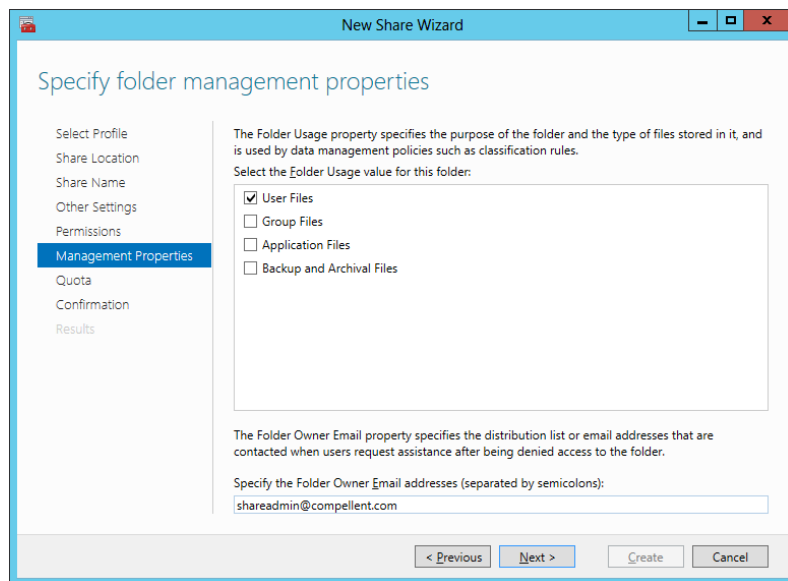 New Share Wizard
Specify folder management properties
Select Profile
Share Location
Share Name
Other Settings
Permissions
Management Properties
Quota
Confirmation
Results
The Folder Usage property specifies the purpose of the folder and the type of files stored in it, and
is used by data management policies such as classification rules.
Select the Folder Usage value for this folder:
User Files
Group Files
Application Files
Backup and Archival Files
The Folder Owner Email property specifies the distribution list or email addresses that are
contacted when users request assistance after being denied access to the folder.
Specify the Folder Owner Email addresses (separated by semicolons):
shareadmin@compellent.com
< Previous
Next >
Create
Cancel